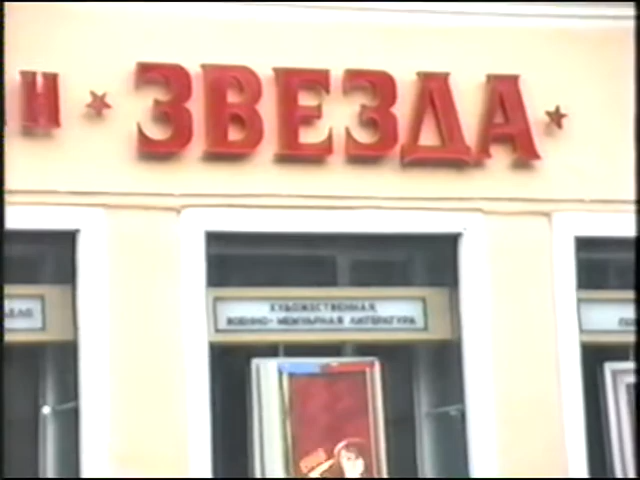 Н ★ ЗВЕЗДА ★
ХУДОЖЕСТВЕННАЯ,
ВОЕННО-МЕМУАРНАЯ ЛИТЕРАТУРА